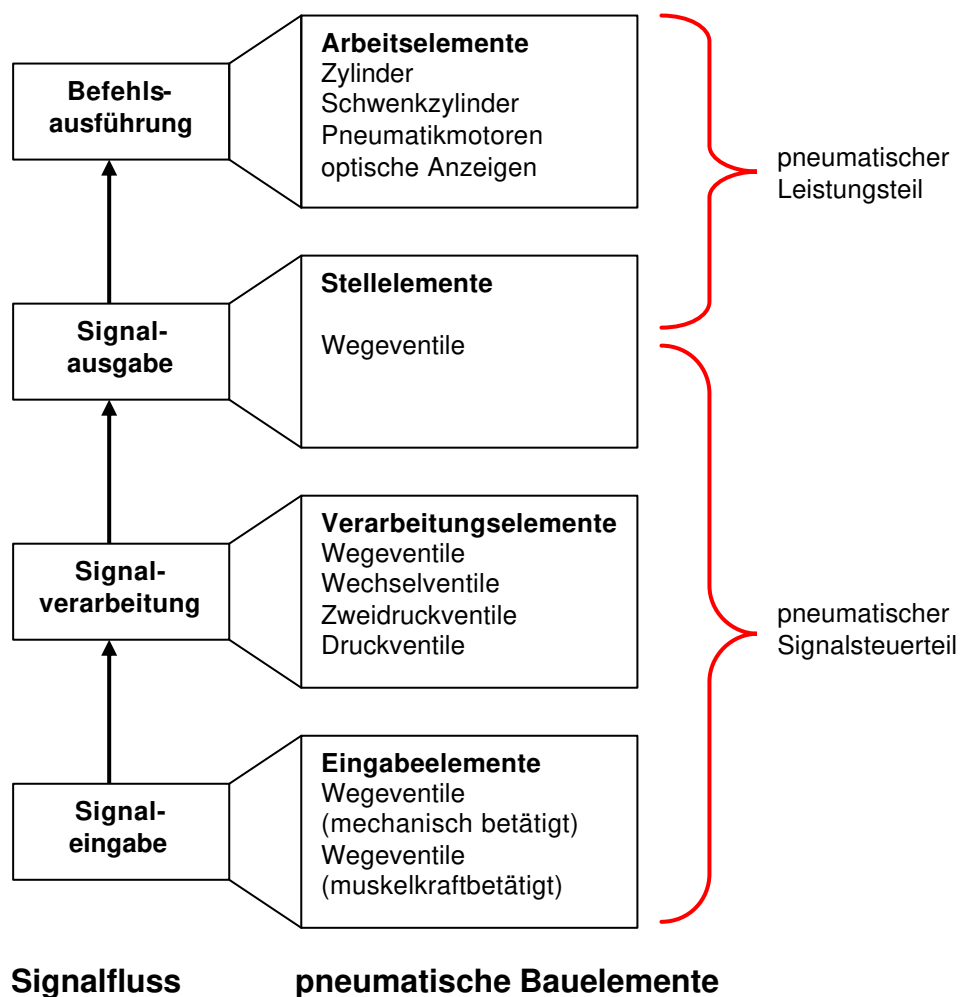 Befehls-
ausführung
Arbeitselemente
Zylinder
Schwenkzylinder
Pneumatikmotoren
optische Anzeigen
pneumatischer
Leistungsteil
Signal-
ausgabe
Stellelemente
Wegeventile
Signal-
verarbeitung
Verarbeitungselemente
Wegeventile
Wechselventile
Zweidruckventile
Druckventile
pneumatischer
Signalsteuerteil
Signal-
eingabe
Eingabeelemente
Wegeventile
(mechanisch betätigt)
Wegeventile
(muskelkraftbetätigt)
Signalfluss
pneumatische Bauelemente